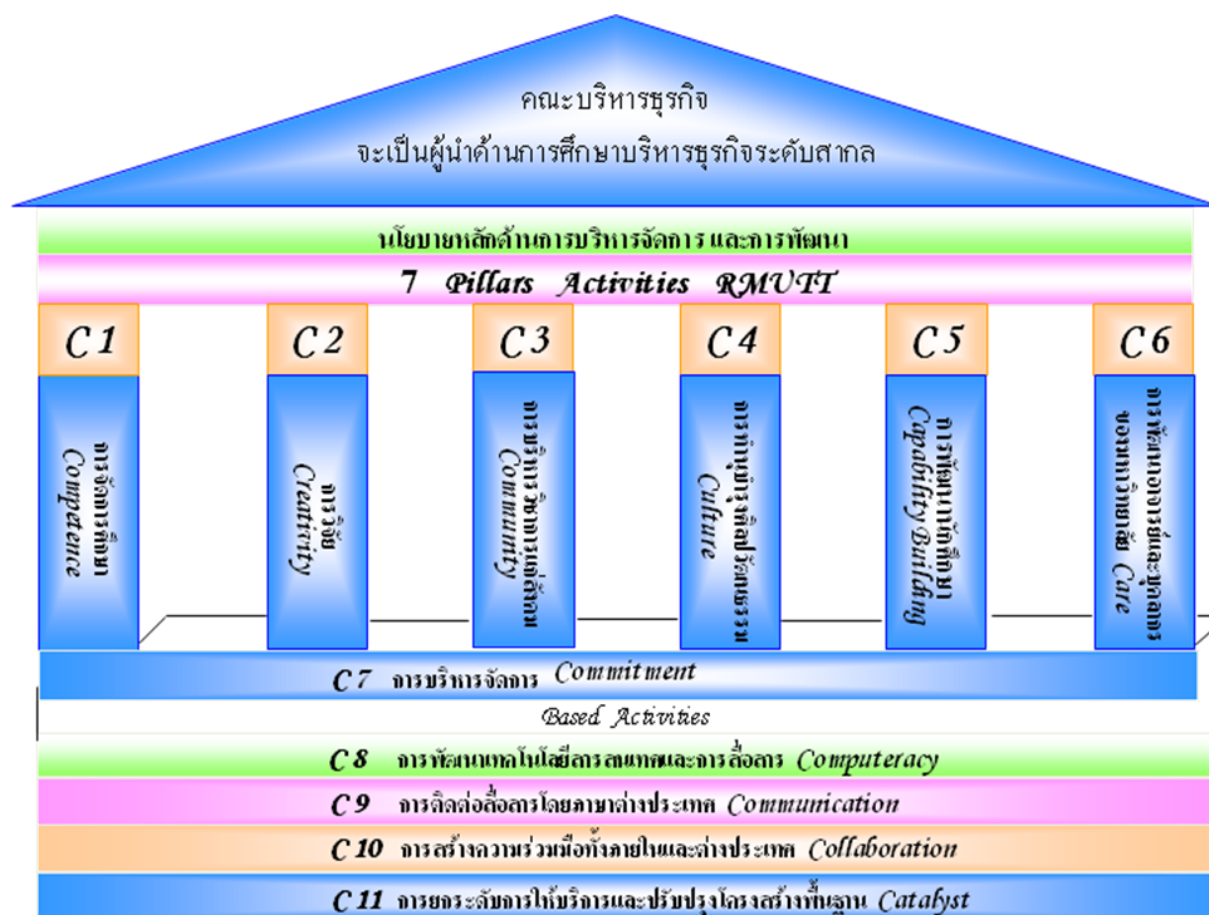 คณะบริหารธุรกิจ
จะเป็นผู้นำด้านการศึกษาบริหารธุรกิจระดับสากล
นโยบายหลักด้านการบริหารจัดการ และการพัฒนา
7 Pillars Activities RMUTT
C1
C2
C3
C4
C5
C6
การจัดการศึกษา
Competence
การวิจัย
Creativity
การบริการวิชาการแก่สังคม
Community
การทำนุบำรุงศิลปวัฒนธรรม
Culture
การพัฒนานักศึกษา
Capability Building
การพัฒนาอาจารย์และบุคลากร
ของมหาวิทยาลัย Care
C7 การบริหารจัดการ Commitment
Based Activities
C8 การพัฒนาเทคโนโลยีสารสนเทศและการสื่อสาร Computeracy
C9 การติดต่อสื่อสารโดยภาษาต่างประเทศ Communication
C10 การสร้างความร่วมมือทั้งภายในและต่างประเทศ Collaboration
C11 การยกระดับการให้บริการและปรับปรุงโครงสร้างพื้นฐาน Catalyst